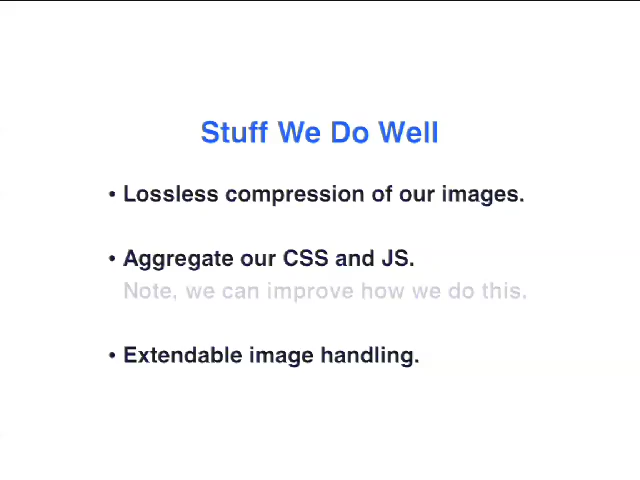 Stuff We Do Well
• Lossless compression of our images.
• Aggregate our CSS and JS.
Note, we can improve how we do this.
• Extendable image handling.